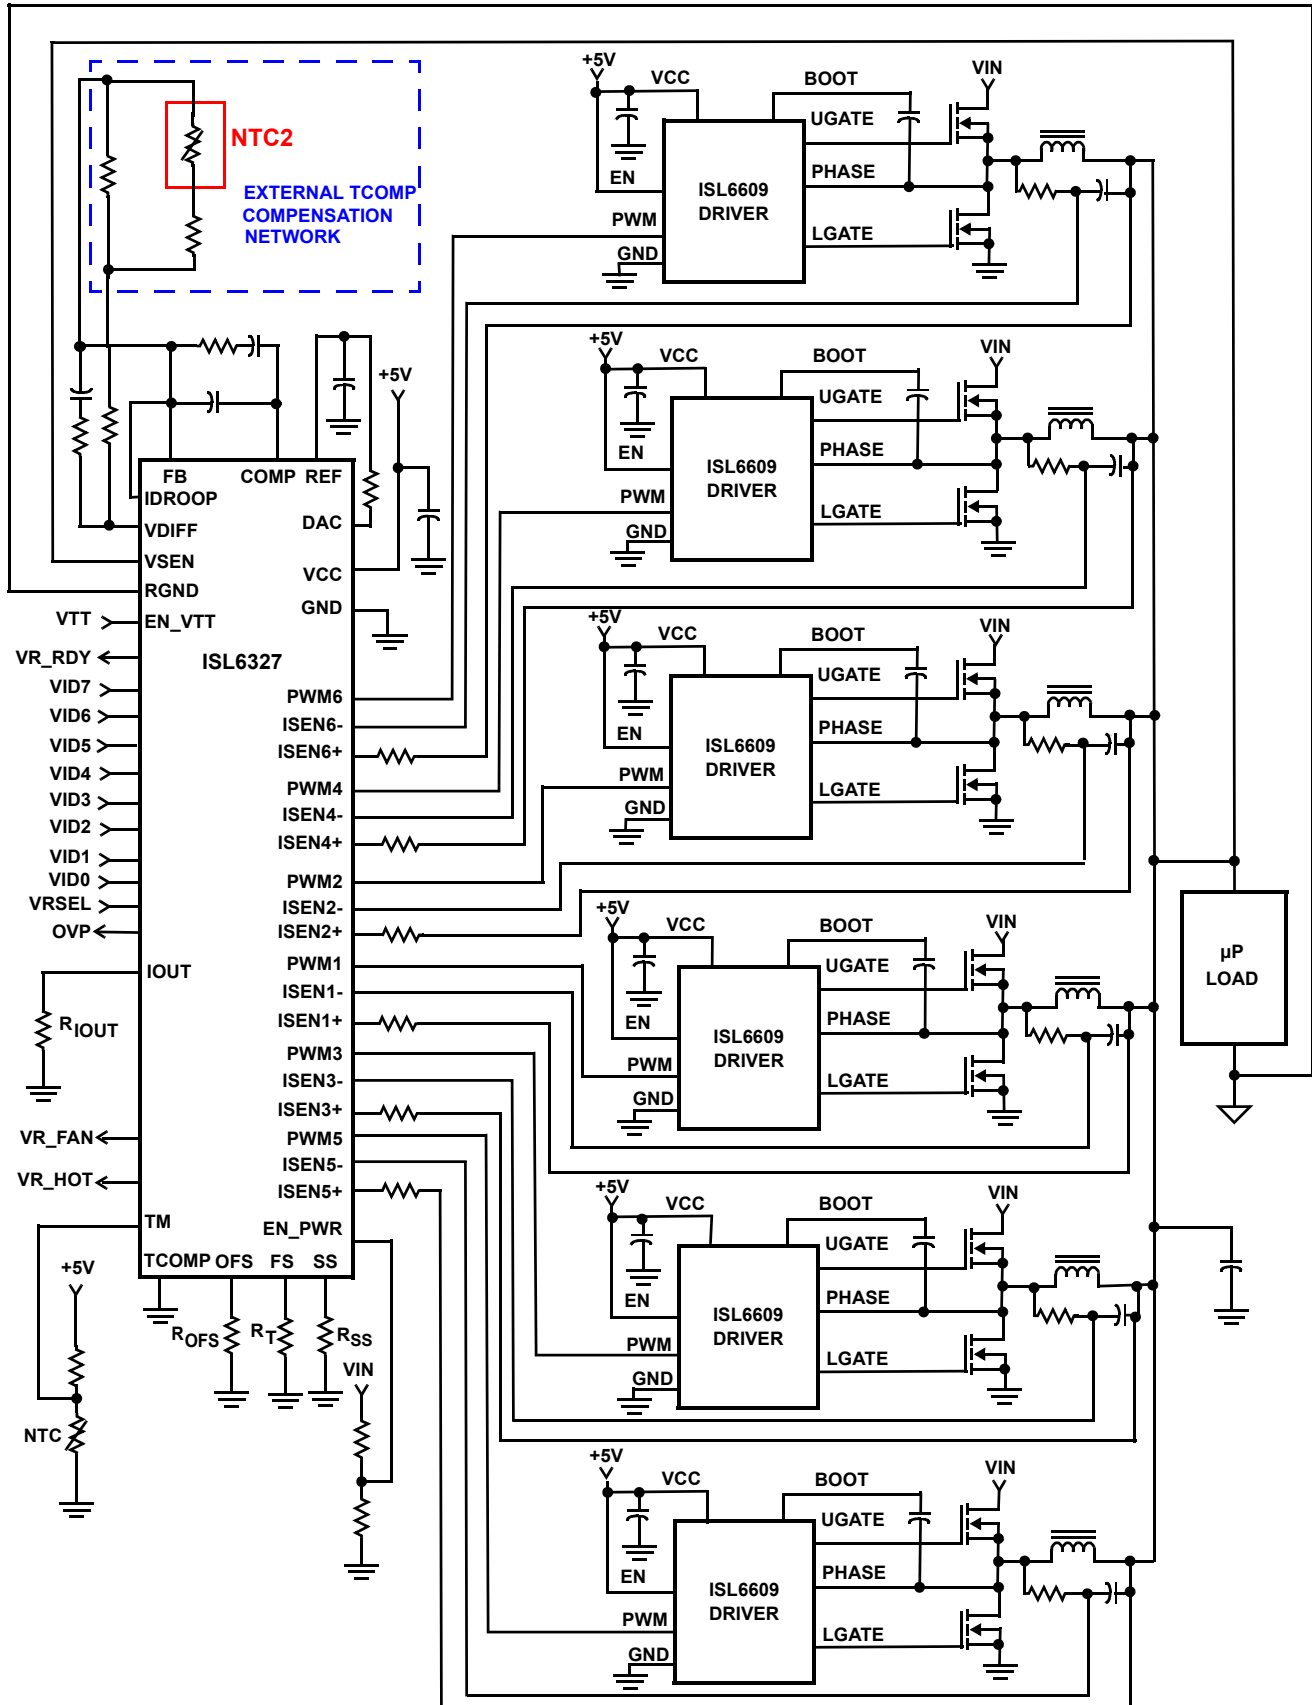 NTC2
EXTERNAL TCOMP
COMPENSATION
NETWORK
+5V
VCC
BOOT
VIN
UGATE
EN
PHASE
ISL6609
DRIVER
PWM
LGATE
GND
+5V
VCC
BOOT
VIN
UGATE
EN
PHASE
ISL6609
DRIVER
PWM
LGATE
GND
+5V
VCC
BOOT
VIN
UGATE
EN
PHASE
ISL6609
DRIVER
PWM
LGATE
GND
+5V
VCC
BOOT
VIN
UGATE
EN
PHASE
ISL6609
DRIVER
PWM
LGATE
GND
+5V
VCC
BOOT
VIN
UGATE
EN
PHASE
ISL6609
DRIVER
PWM
LGATE
GND
+5V
VCC
BOOT
VIN
UGATE
EN
PHASE
ISL6609
DRIVER
PWM
LGATE
GND
µP
LOAD
+5V
FB
COMP
REF
IDROOP
VDIFF
DAC
VSEN
VCC
RGND
GND
VTT
EN_VTT
VR_RDY
ISL6327
VID7
VID6
VID5
VID4
VID3
VID2
VID1
VID0
VRSEL
OVP
IOUT
RIOUT
VR_FAN
VR_HOT
TM
PWM6
ISEN6-
ISEN6+
PWM4
ISEN4-
ISEN4+
PWM2
ISEN2-
ISEN2+
PWM1
ISEN1-
ISEN1+
PWM3
ISEN3-
ISEN3+
PWM5
ISEN5-
ISEN5+
EN_PWR
TCOMP
OFS
FS
SS
+5V
ROFS
RT
RSS
VIN
NTC